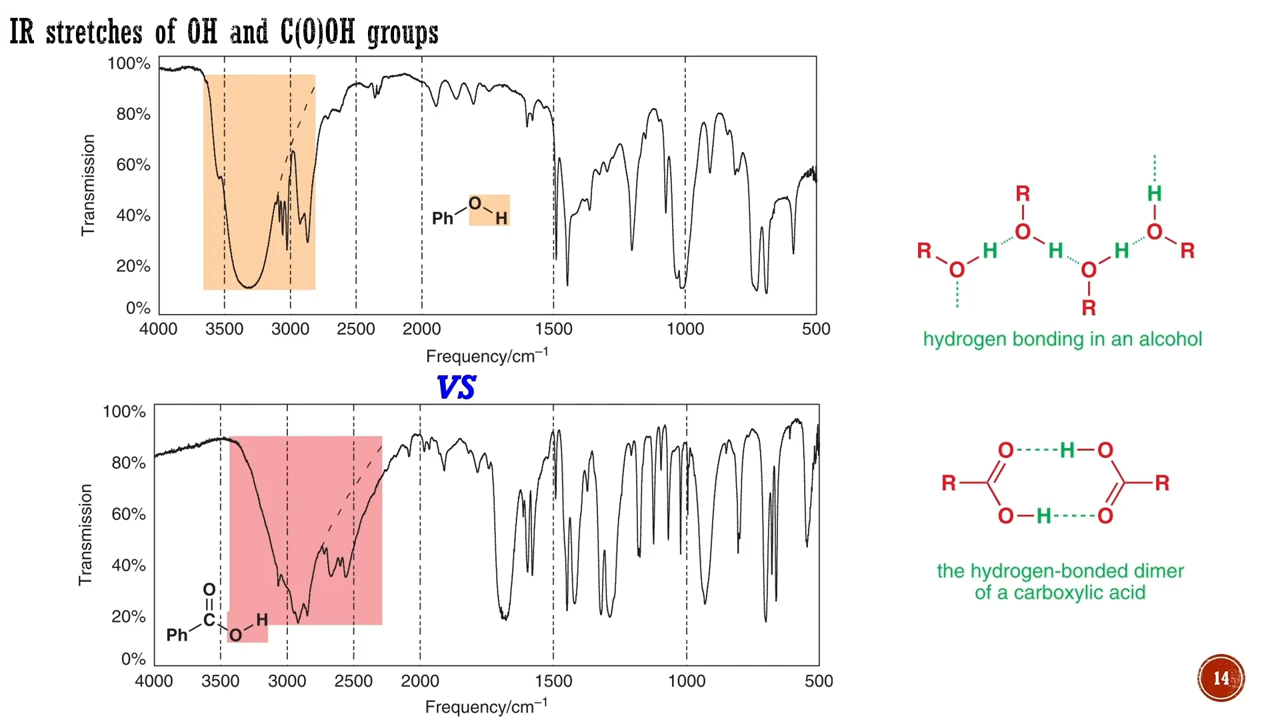 IR stretches of OH and C(O)OH groups
100%
80%
60%
40%
20%
0%
Transmission
Ph O H
4000 3500 3000 2500 2000 1500 1000 500
Frequency/cm⁻¹
R O H R O H O R H H O R
hydrogen bonding in an alcohol
VS
100%
80%
60%
40%
20%
0%
Transmission
O
Ph C O H
4000 3500 3000 2500 2000 1500 1000 500
Frequency/cm⁻¹
O H O
R R
O H O
the hydrogen-bonded dimer
of a carboxylic acid
14